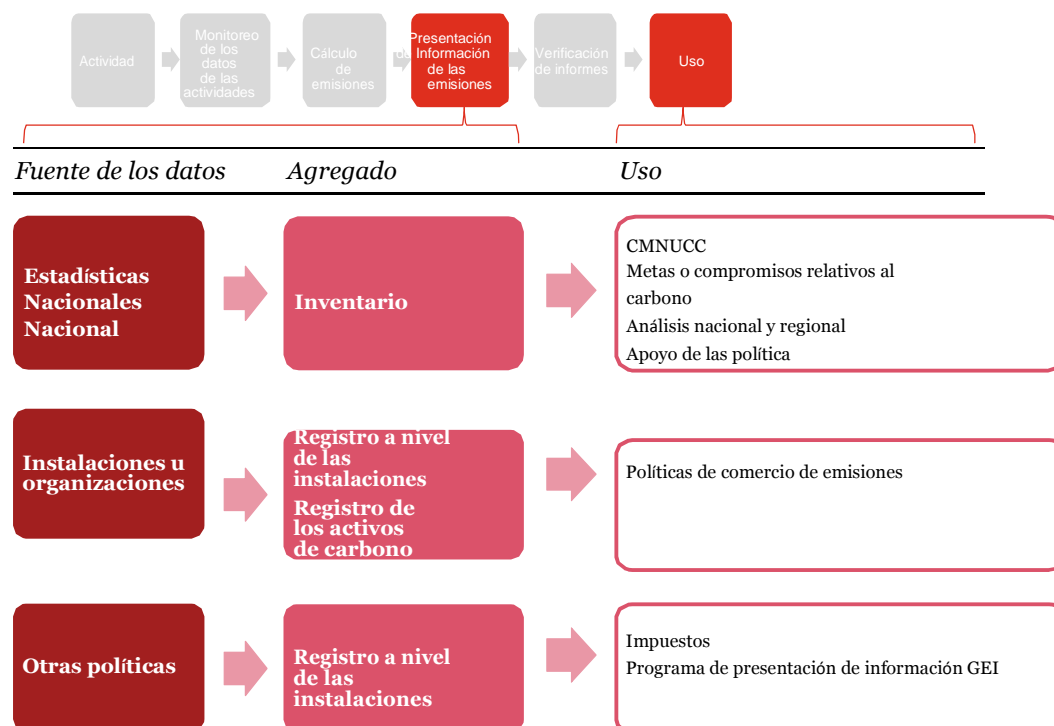 Actividad
Monitoreo
de los
datos
de las
actividades
Cálculo
de
emisiones
Presentación
de Información
de las
emisiones
Verificación
de informes
Uso
Fuente de los datos
Agregado
Uso
Estadísticas
Nacionales
Nacional
Inventario
CMNUCC
Metas o compromisos relativos al
carbono
Análisis nacional y regional
Apoyo de las política
Instalaciones u
organizaciones
Registro a nivel
de las
instalaciones
Registro de
los activos
de carbono
Políticas de comercio de emisiones
Otras políticas
Registro a nivel
de las
instalaciones
Impuestos
Programa de presentación de información GEI